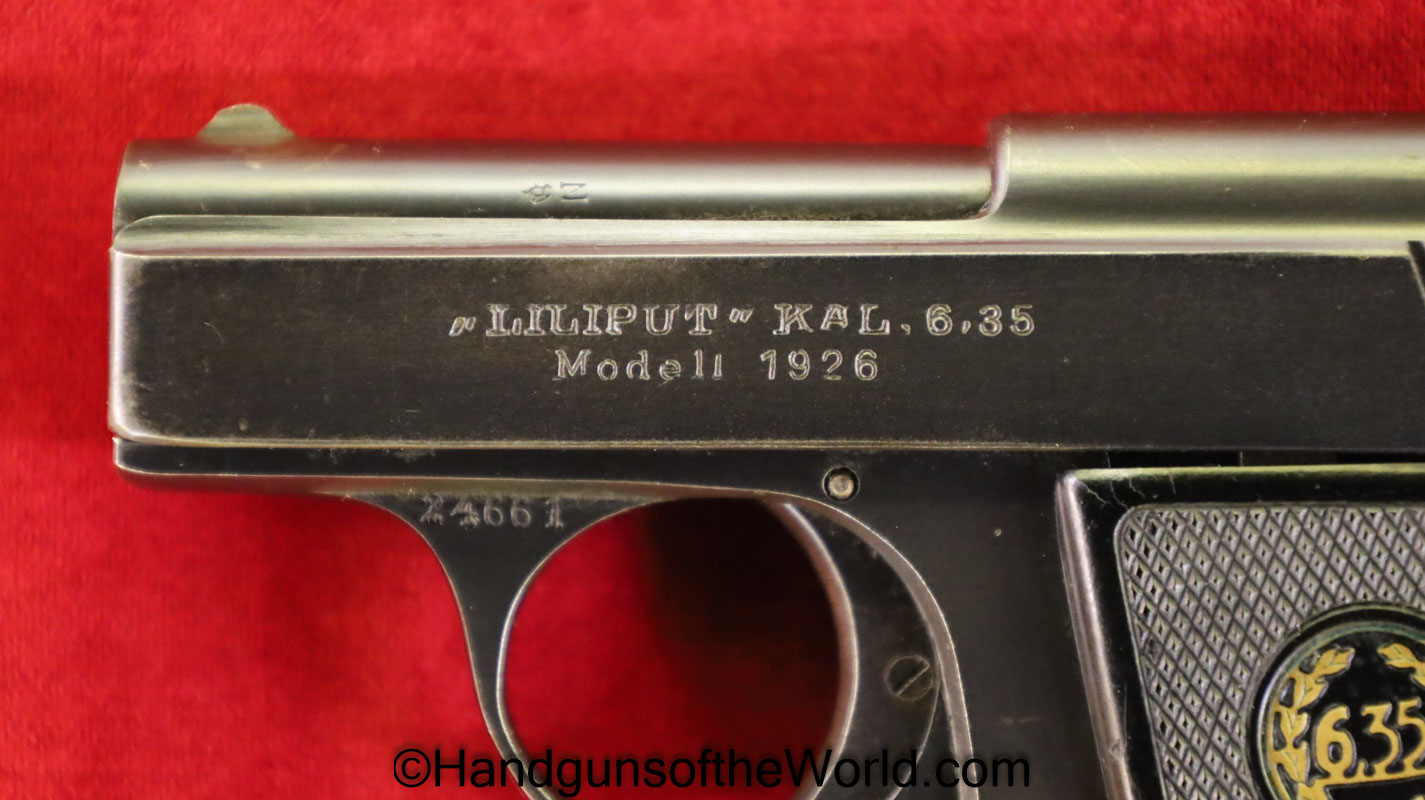 N
„LILIPUT" KAL. 6,35
Modell 1926
24661
6.35
©HandgunsoftheWorld.com